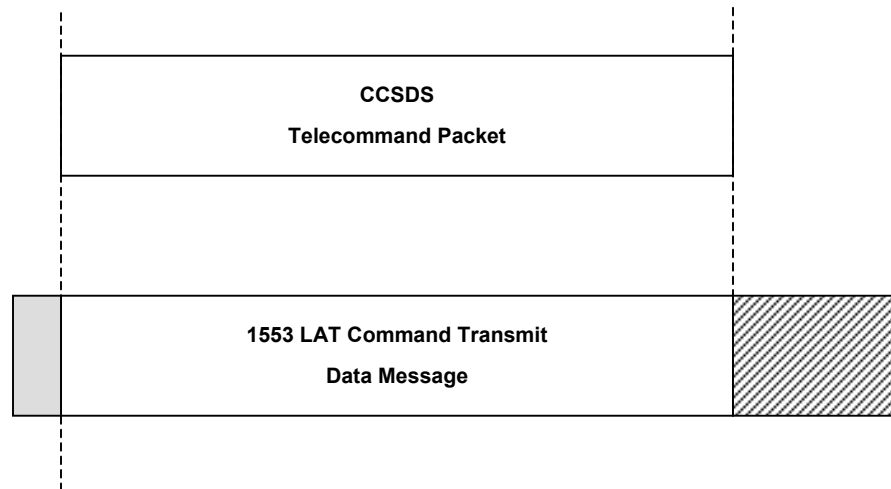 CCSDS
Telecommand Packet
1553 LAT Command Transmit
Data Message